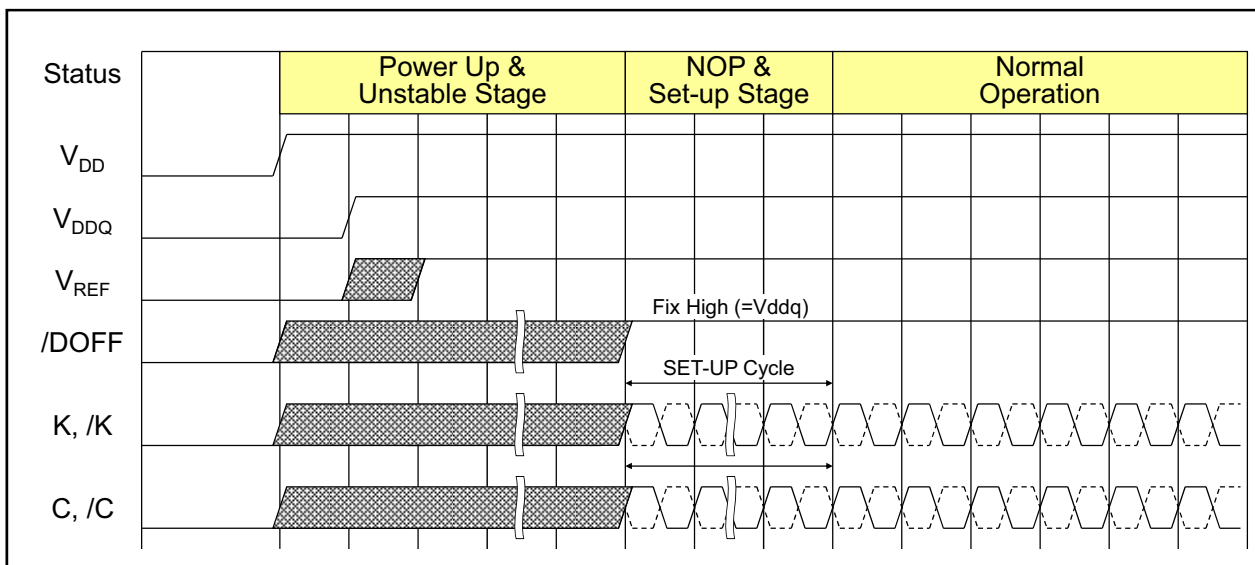 Status
Power Up &
Unstable Stage
NOP &
Set-up Stage
Normal
Operation
VDD
VDDQ
VREF
/DOFF
Fix High (=Vddq)
SET-UP Cycle
K, /K
C, /C